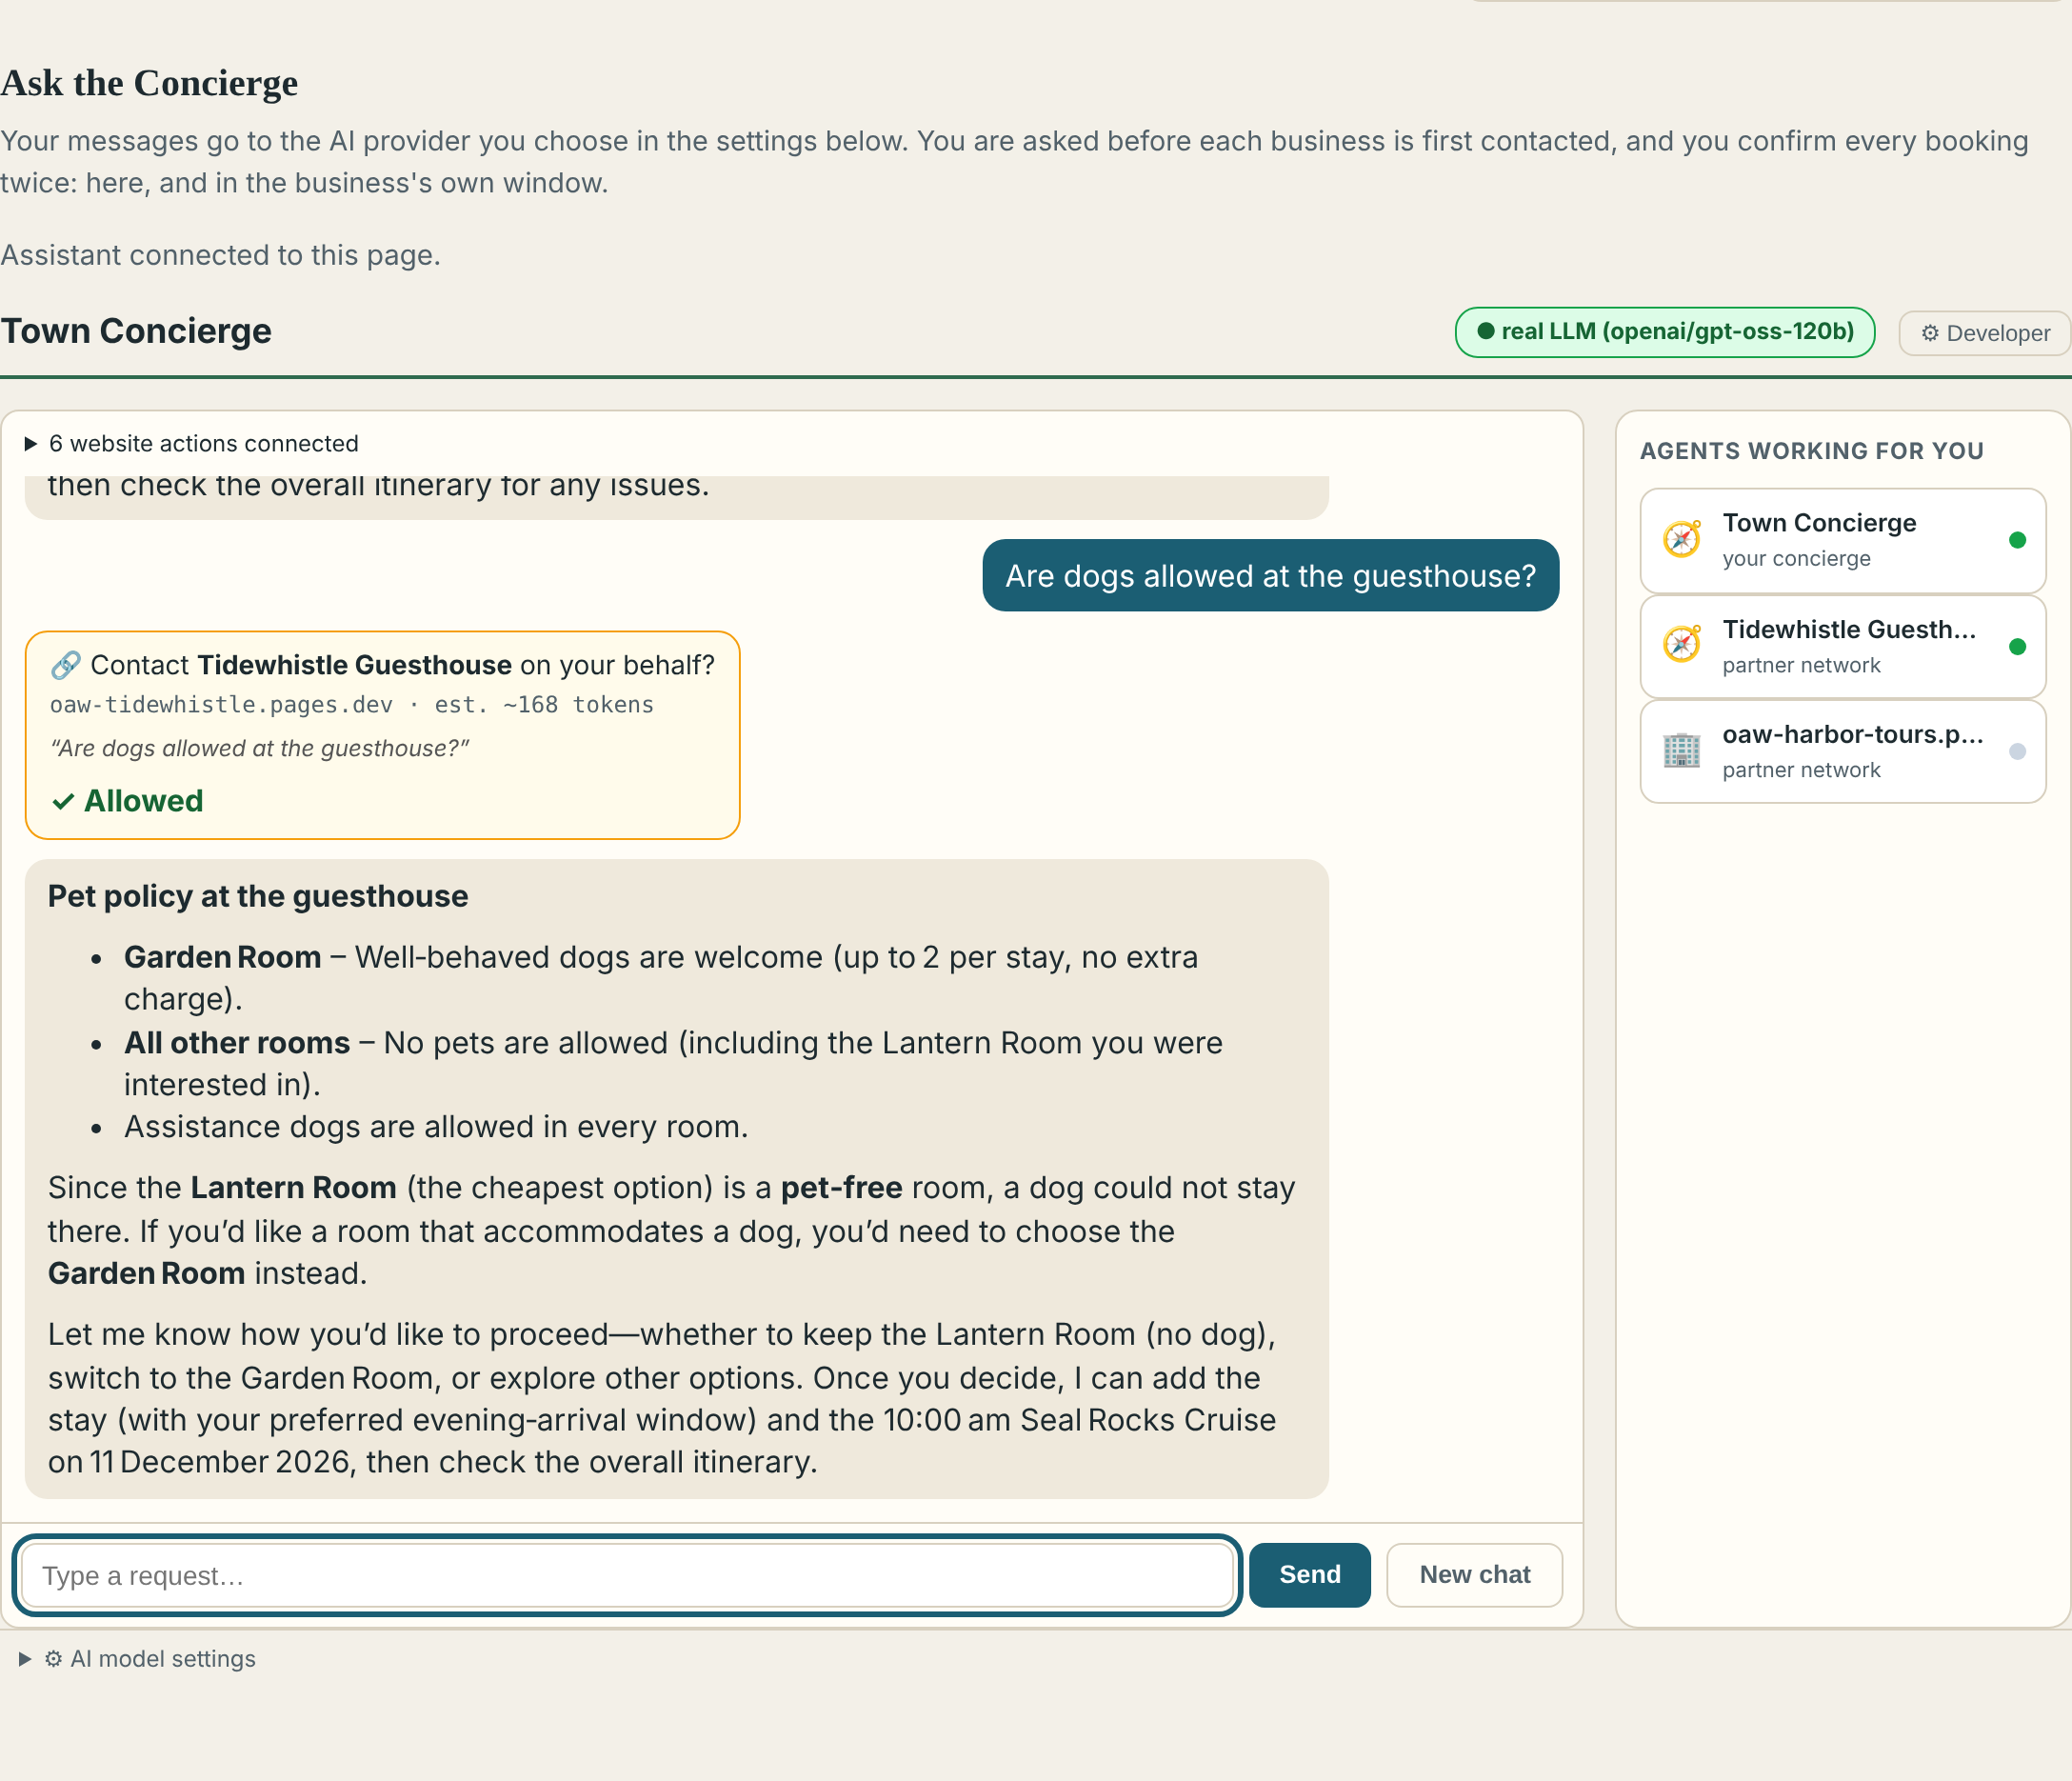 Ask the Concierge
Your messages go to the AI provider you choose in the settings below. You are asked before each business is first contacted, and you confirm every booking
twice: here, and in the business's own window.
Assistant connected to this page.
Town Concierge
● real LLM (openai/gpt-oss-120b)
⚙ Developer
▶ 6 website actions connected
then check the overall itinerary for any issues.
Are dogs allowed at the guesthouse?
🔗 Contact Tidewhistle Guesthouse on your behalf?
oaw-tidewhistle.pages.dev · est. ~168 tokens
“Are dogs allowed at the guesthouse?”
✓ Allowed
Pet policy at the guesthouse
• Garden Room – Well-behaved dogs are welcome (up to 2 per stay, no extra
charge).
• All other rooms – No pets are allowed (including the Lantern Room you were
interested in).
• Assistance dogs are allowed in every room.
Since the Lantern Room (the cheapest option) is a pet-free room, a dog could not stay
there. If you’d like a room that accommodates a dog, you’d need to choose the
Garden Room instead.
Let me know how you’d like to proceed—whether to keep the Lantern Room (no dog),
switch to the Garden Room, or explore other options. Once you decide, I can add the
stay (with your preferred evening-arrival window) and the 10:00 am Seal Rocks Cruise
on 11 December 2026, then check the overall itinerary.
Type a request…
Send
New chat
▶ ⚙ AI model settings
AGENTS WORKING FOR YOU
Town Concierge
your concierge
Tidewhistle Guesth…
partner network
oaw-harbor-tours.p…
partner network